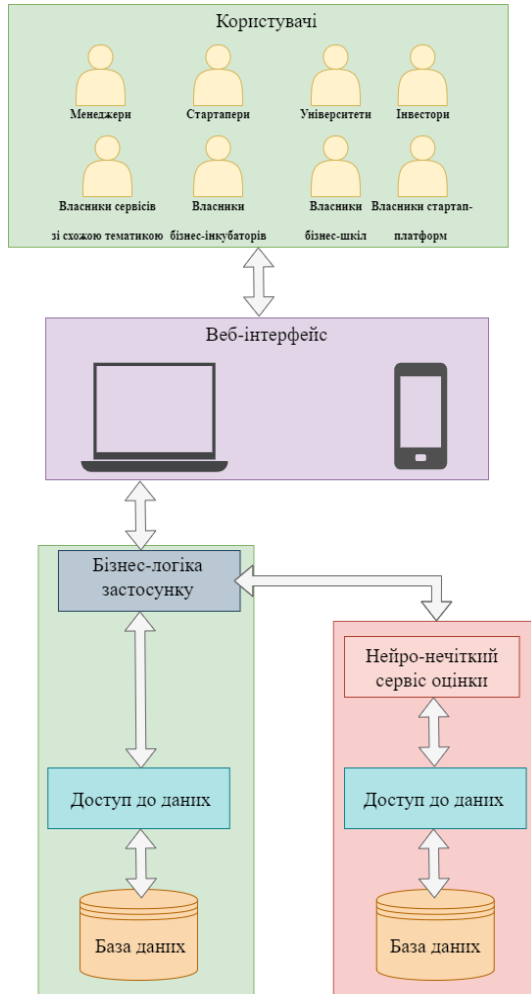 Користувачі
Менеджери
Стартапери
Університети
Інвестори
Власники сервісів
зі схожою тематикою
Власники
бізнес-інкубаторів
Власники
бізнес-шкіл
Власники стартап-
платформ
Веб-інтерфейс
Бізнес-логіка
застосунку
Нейро-нечіткий
сервіс оцінки
Доступ до даних
Доступ до даних
База даних
База даних